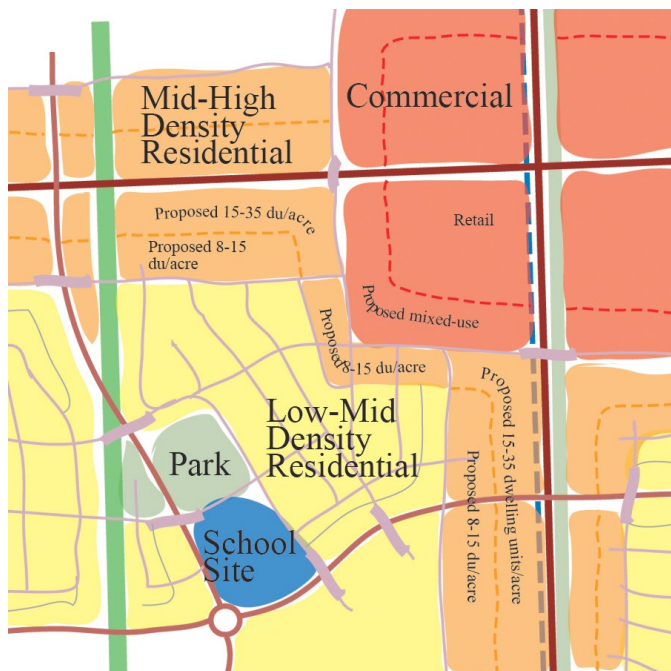 Mid-High
Density
Residential
Commercial
Proposed 15-35 du/acre
Proposed 8-15
du/acre
Retail
Proposed mixed-use
Proposed 8-15 du/acre
Proposed 15-35 dwelling units/acre
Proposed 8-15 du/acre
Low-Mid
Density
Residential
Park
School
Site